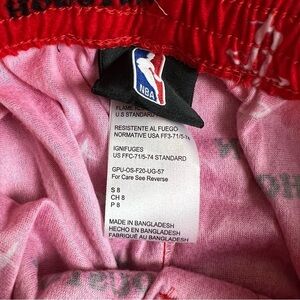 NBA
FLAME
U.S STANDARD
RESISTENTE AL FUEGO
NORMATIVE USA FF3-71/5-74
IGNIFUGES
US FFC-71/5-74 STANDARD
GPU-OS-F20-UG-57
For Care See Reverse
S 8
CH 8
P 8
MADE IN BANGLADESH
HECHO EN BANGLADESH
FABRIQUÉ AU BANGLADESH